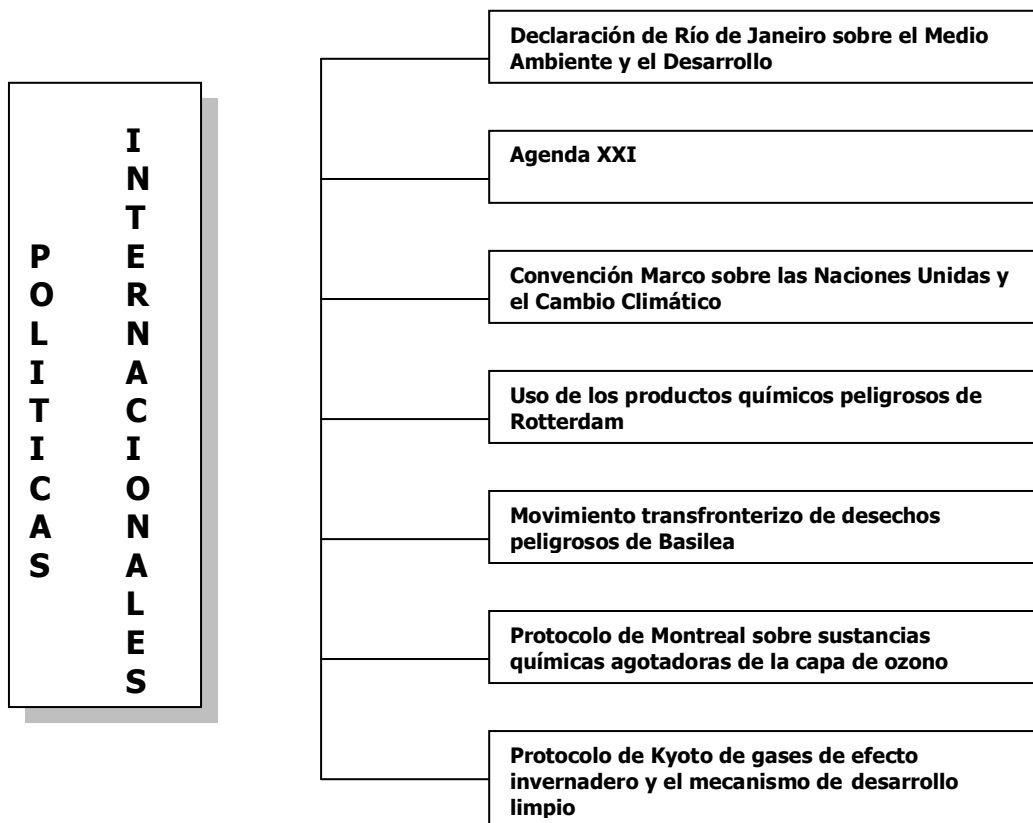 POLITICAS
INTERNACIONALES
Declaración de Río de Janeiro sobre el Medio
Ambiente y el Desarrollo
Agenda XXI
Convención Marco sobre las Naciones Unidas y
el Cambio Climático
Uso de los productos químicos peligrosos de
Rotterdam
Movimiento transfronterizo de desechos
peligrosos de Basilea
Protocolo de Montreal sobre sustancias
químicas agotadoras de la capa de ozono
Protocolo de Kyoto de gases de efecto
invernadero y el mecanismo de desarrollo
limpio